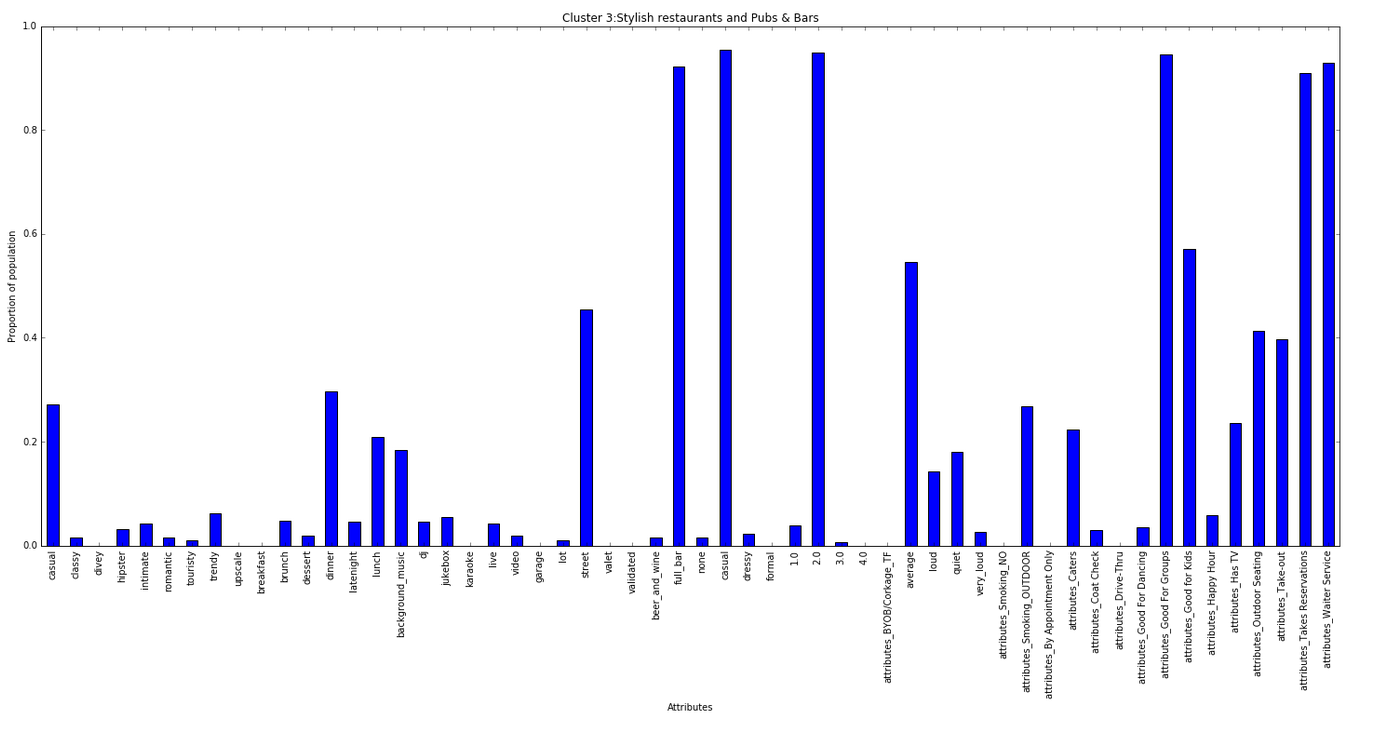 Cluster 3:Stylish restaurants and Pubs & Bars
1.0
0.8
0.6
0.4
0.2
0.0
Proportion of population
casual
classy
divey
hipster
intimate
romantic
touristy
trendy
upscale
breakfast
brunch
dessert
dinner
latenight
lunch
background_music
dj
jukebox
karaoke
live
video
garage
lot
street
valet
validated
beer_and_wine
full_bar
none
casual
dressy
formal
1.0
2.0
3.0
4.0
attributes_BYOB/Corkage_TF
average
loud
quiet
very_loud
attributes_Smoking_NO
attributes_Smoking_OUTDOOR
attributes_By Appointment Only
attributes_Caters
attributes_Coat Check
attributes_Drive-Thru
attributes_Good For Dancing
attributes_Good For Groups
attributes_Good for Kids
attributes_Happy Hour
attributes_Has TV
attributes_Outdoor Seating
attributes_Take-out
attributes_Takes Reservations
attributes_Waiter Service
Attributes